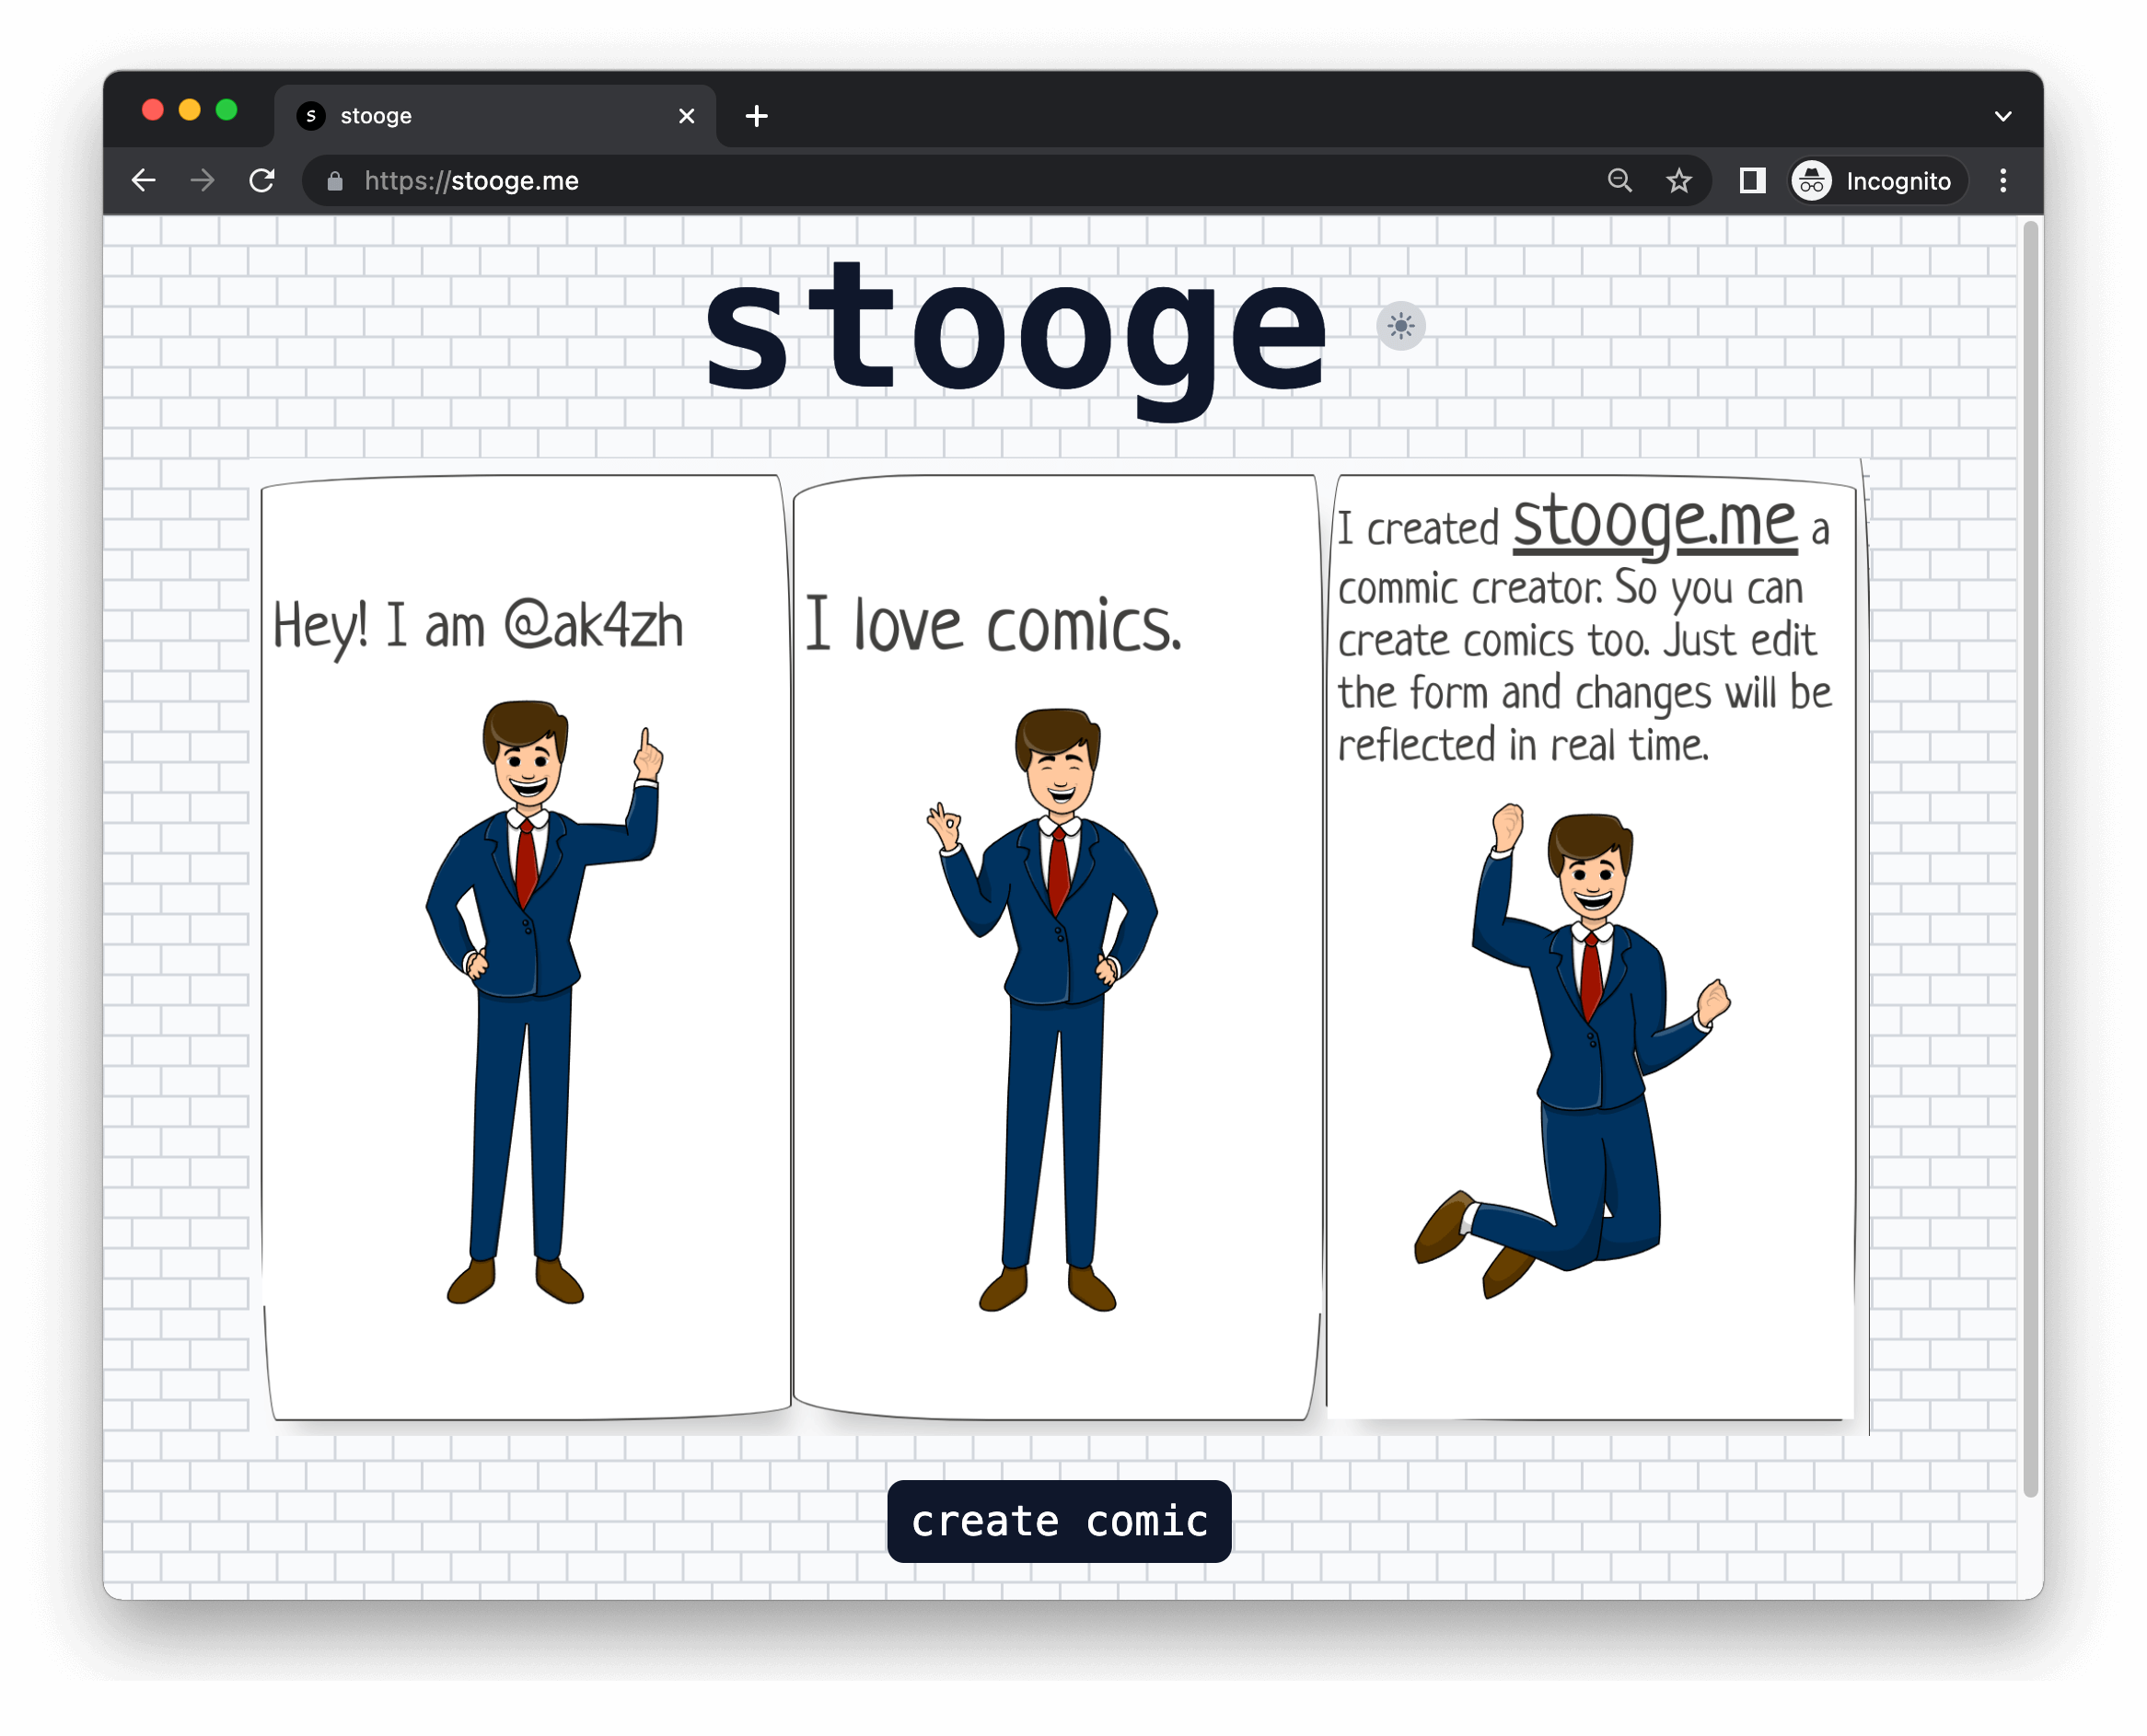 stooge
https://stooge.me
Incognito
stooge
Hey! I am @ak4zh
I love comics.
I created stooge.me a
commic creator. So you can
create comics too. Just edit
the form and changes will be
reflected in real time.
create comic